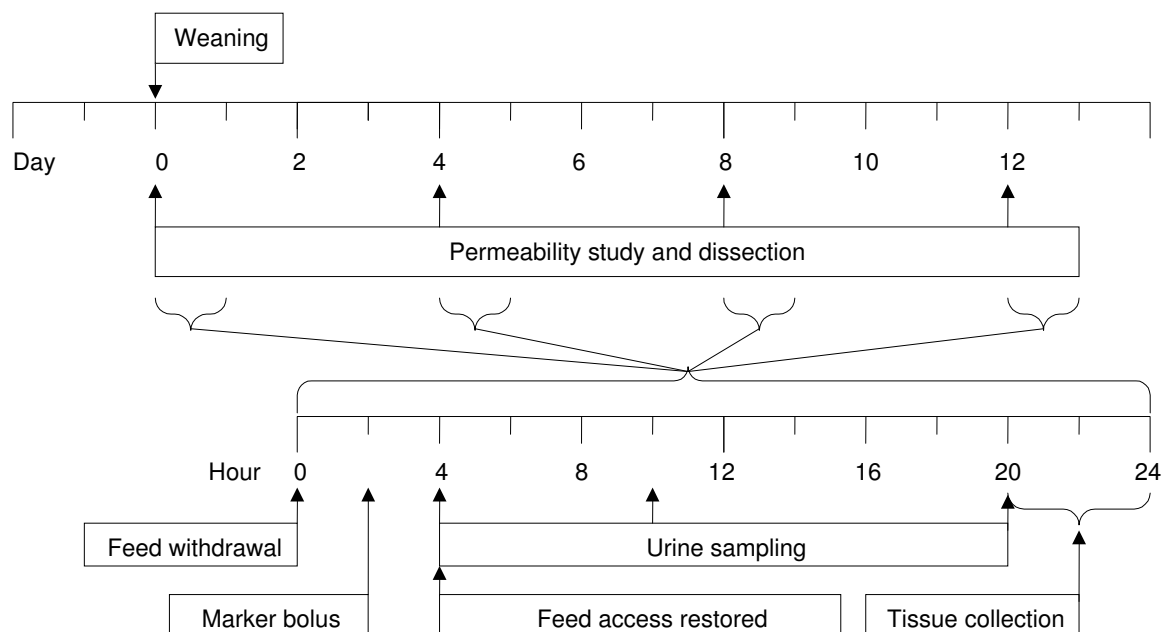 Weaning
Day 0 2 4 6 8 10 12
Permeability study and dissection
Hour 0 4 8 12 16 20 24
Feed withdrawal Urine sampling
Marker bolus Feed access restored Tissue collection